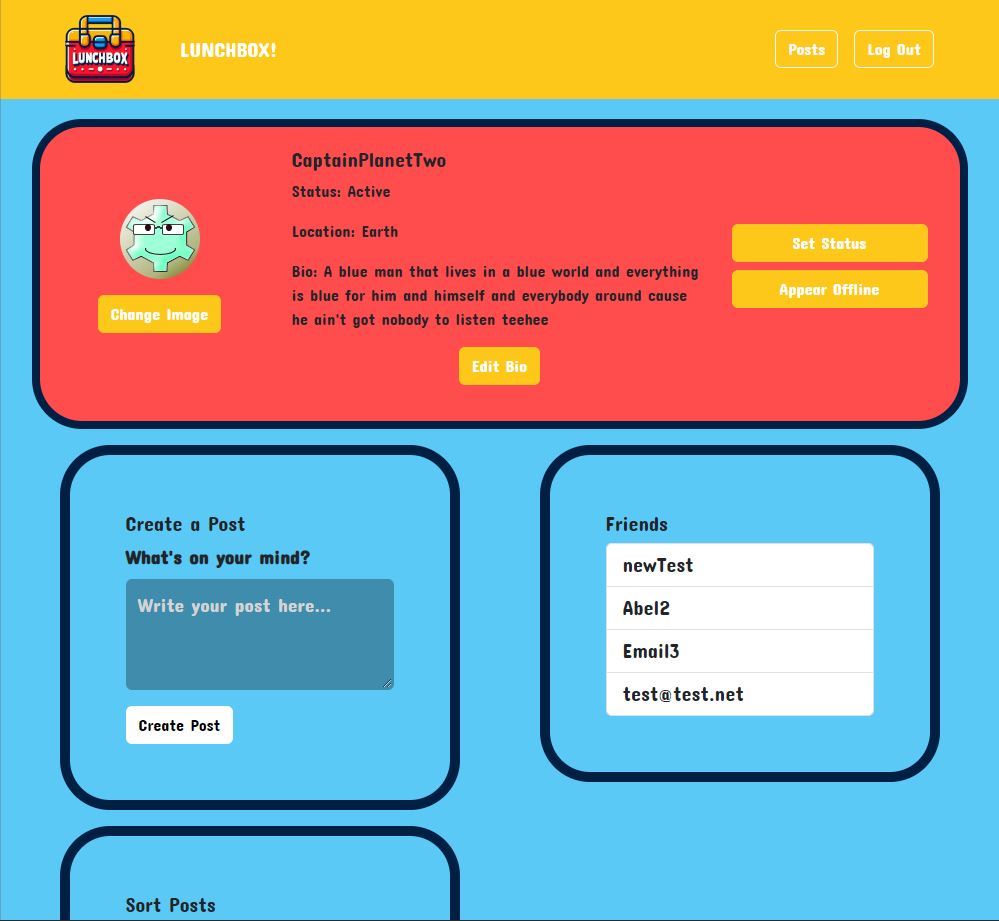 LUNCHBOX
LUNCHBOX!
Posts
Log Out
CaptainPlanetTwo
Status: Active
Location: Earth
Bio: A blue man that lives in a blue world and everything
is blue for him and himself and everybody around cause
he ain't got nobody to listen teehee
Change Image
Edit Bio
Set Status
Appear Offline
Create a Post
What's on your mind?
Write your post here...
Create Post
Friends
newTest
Abel2
Email3
test@test.net
Sort Posts